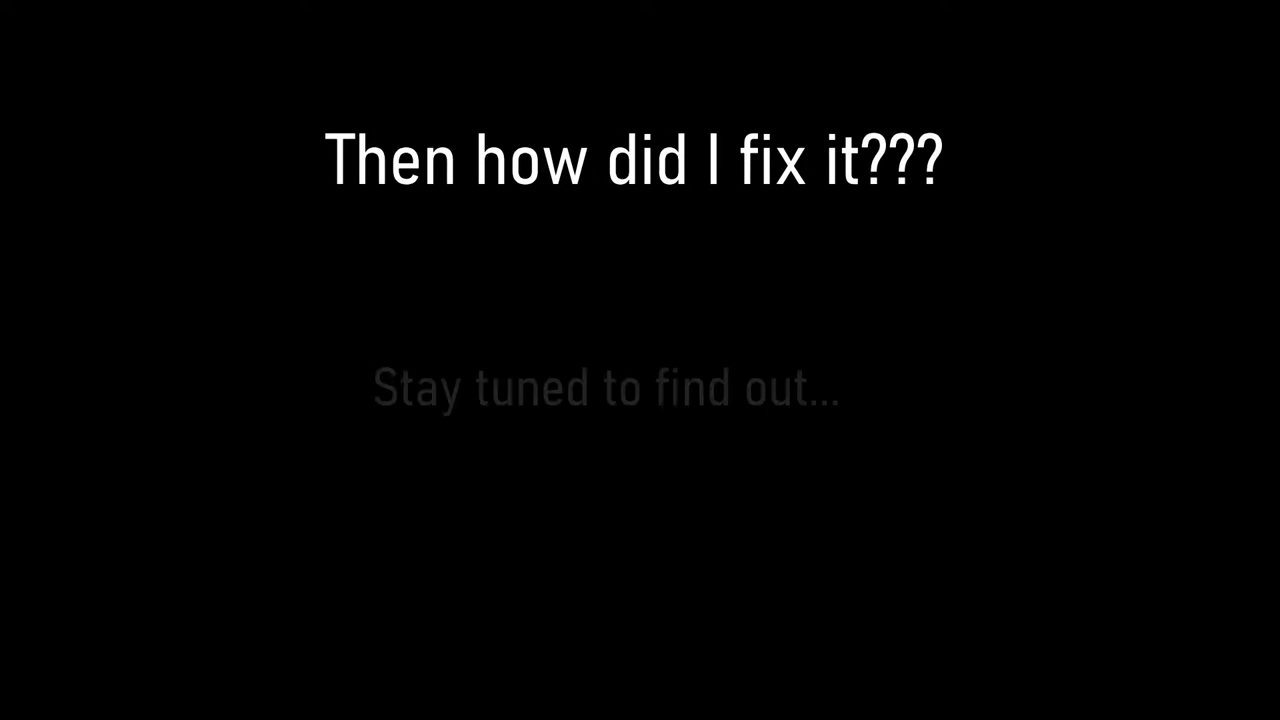 Then how did I fix it???
Stay tuned to find out...